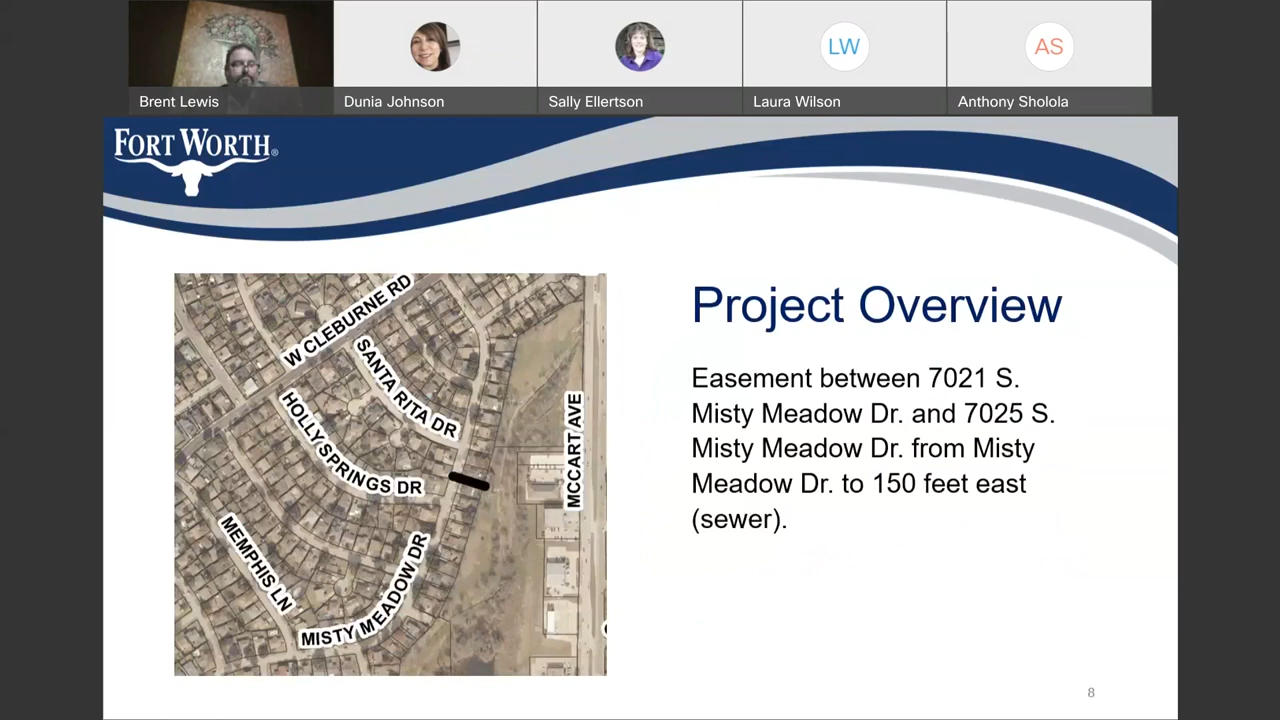 Brent Lewis
Dunia Johnson
Sally Ellertson
LW
Laura Wilson
AS
Anthony Sholola
FORT WORTH®
W CLEBURNE RD
SANTA RITA DR
HOLLY SPRINGS DR
MCCART AVE
MEMPHIS LN
MISTY MEADOW DR
Project Overview
Easement between 7021 S.
Misty Meadow Dr. and 7025 S.
Misty Meadow Dr. from Misty
Meadow Dr. to 150 feet east
(sewer).
8